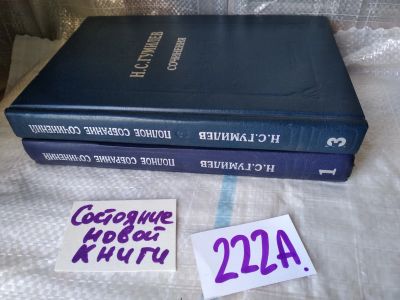 Н.С.ГУМИЛЕВ
СОЧИНЕНИЯ
Н.С.ГУМИЛЕВ ПОЛНОЕ СОБРАНИЕ СОЧИНЕНИЙ 3
Н.С.ГУМИЛЕВ ПОЛНОЕ СОБРАНИЕ СОЧИНЕНИЙ 1
Состояние
новой
книги
222А.